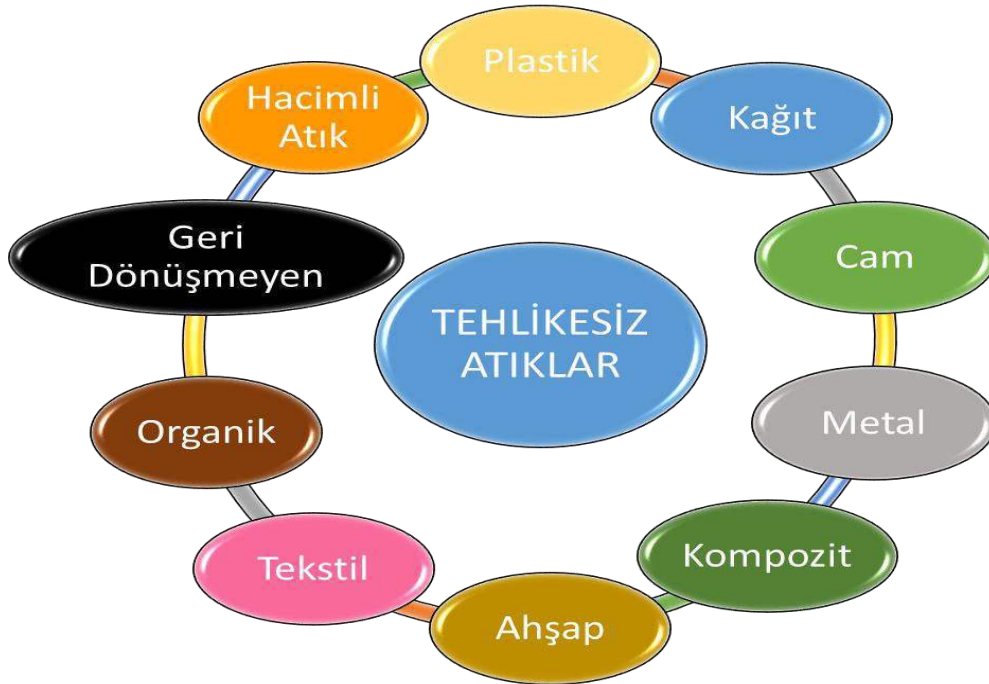 Plastik
Kağıt
Cam
Metal
Kompozit
Ahşap
Tekstil
Organik
Geri
Dönüşmeyen
Hacimli
Atık
TEHLİKESİZ
ATIKLAR